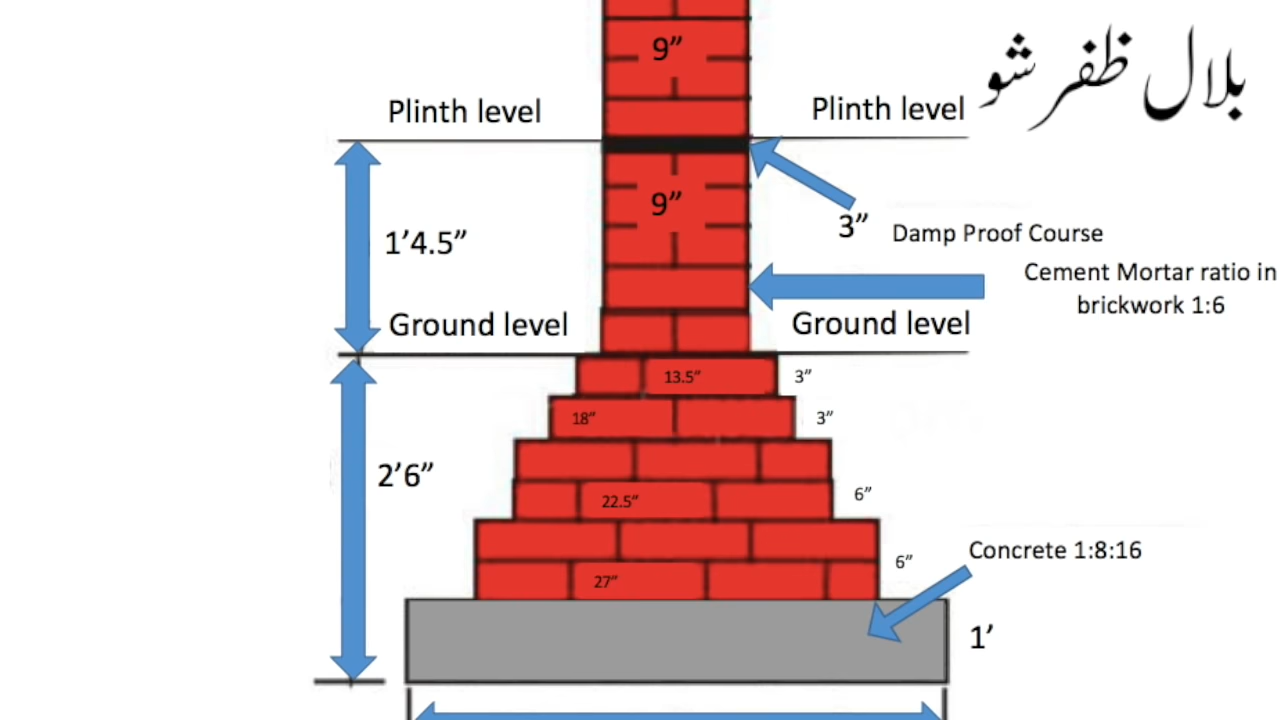 9”
بلال ظفر شو
Plinth level
Plinth level
9”
3”
Damp Proof Course
1’4.5”
Cement Mortar ratio in
brickwork 1:6
Ground level
Ground level
13.5”
3”
18”
3”
2’6”
22.5”
6”
Concrete 1:8:16
6”
27”
1’